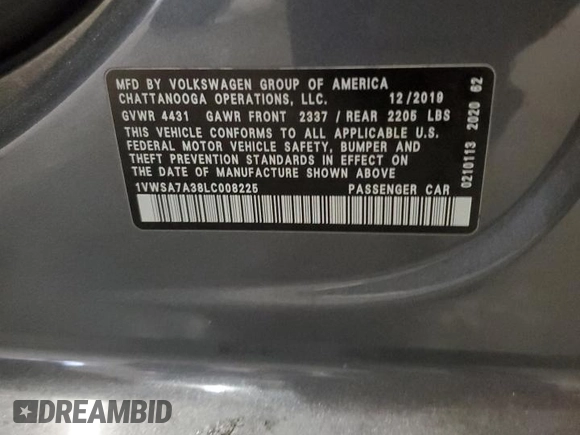 MFD BY VOLKSWAGEN GROUP OF AMERICA
CHATTANOOGA OPERATIONS, LLC. 12/2019
GVWR 4431 GAWR FRONT 2337 / REAR 2205 LBS
THIS VEHICLE CONFORMS TO ALL APPLICABLE U.S.
FEDERAL MOTOR VEHICLE SAFETY, BUMPER AND
THEFT PREVENTION STANDARDS IN EFFECT ON
THE DATE OF MANUFACTURE SHOWN ABOVE
1VWSA7A38LC008225 PASSENGER CAR
0210113 2020 62
DREAMBID